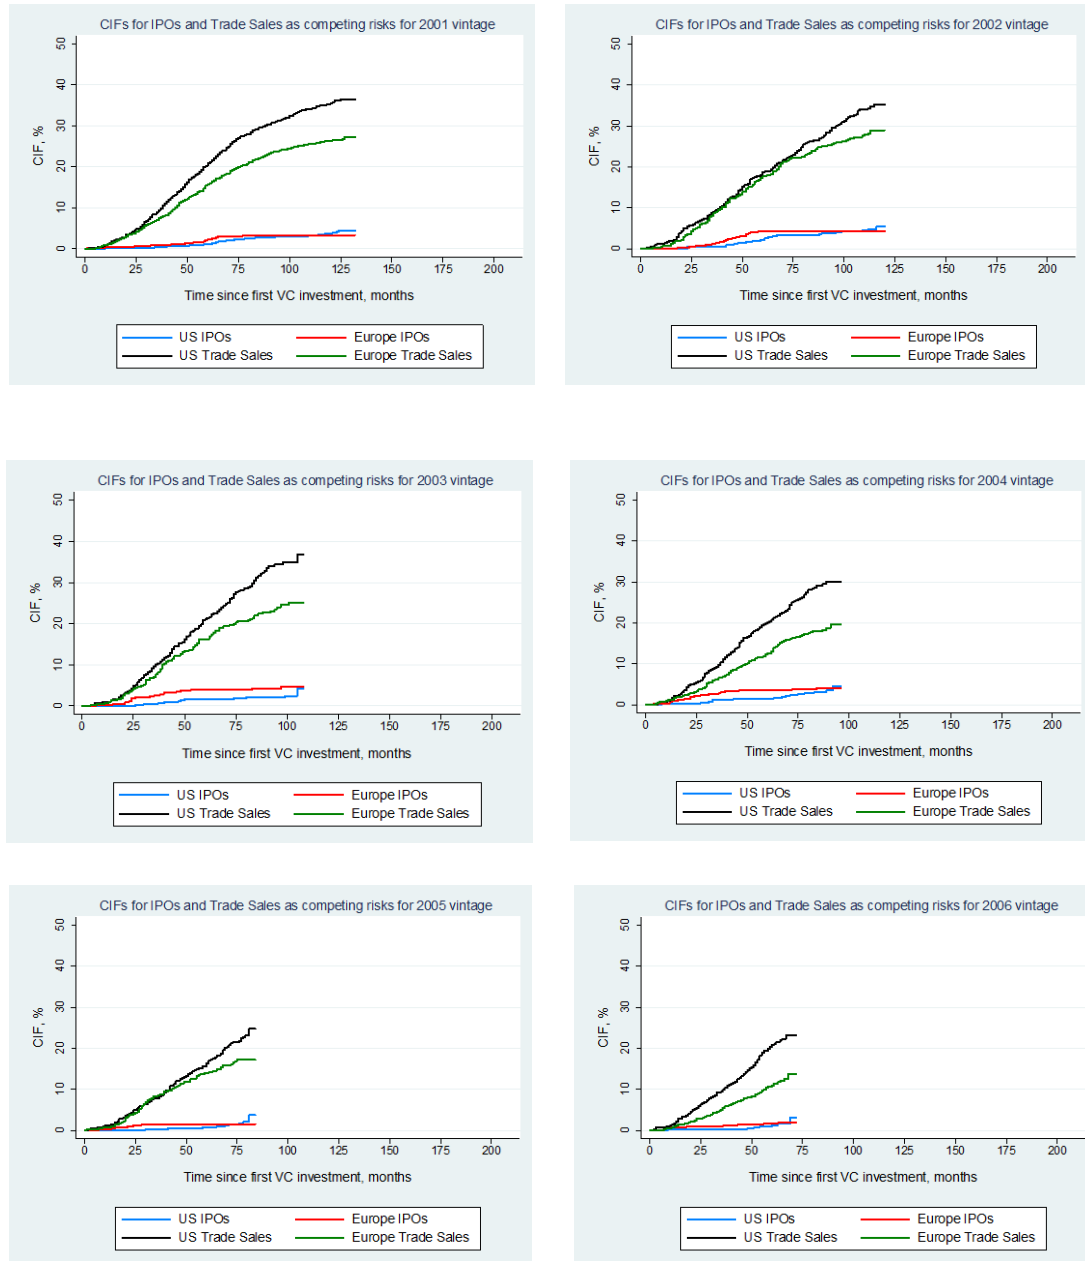 CIFs for IPOs and Trade Sales as competing risks for 2001 vintage
50
40
30
20
10
0
CIF, %
0 25 50 75 100 125 150 175 200
Time since first VC investment, months
US IPOs Europe IPOs
US Trade Sales Europe Trade Sales
CIFs for IPOs and Trade Sales as competing risks for 2002 vintage
50
40
30
20
10
0
CIF, %
0 25 50 75 100 125 150 175 200
Time since first VC investment, months
US IPOs Europe IPOs
US Trade Sales Europe Trade Sales
CIFs for IPOs and Trade Sales as competing risks for 2003 vintage
50
40
30
20
10
0
CIF, %
0 25 50 75 100 125 150 175 200
Time since first VC investment, months
US IPOs Europe IPOs
US Trade Sales Europe Trade Sales
CIFs for IPOs and Trade Sales as competing risks for 2004 vintage
50
40
30
20
10
0
CIF, %
0 25 50 75 100 125 150 175 200
Time since first VC investment, months
US IPOs Europe IPOs
US Trade Sales Europe Trade Sales
CIFs for IPOs and Trade Sales as competing risks for 2005 vintage
50
40
30
20
10
0
CIF, %
0 25 50 75 100 125 150 175 200
Time since first VC investment, months
US IPOs Europe IPOs
US Trade Sales Europe Trade Sales
CIFs for IPOs and Trade Sales as competing risks for 2006 vintage
50
40
30
20
10
0
CIF, %
0 25 50 75 100 125 150 175 200
Time since first VC investment, months
US IPOs Europe IPOs
US Trade Sales Europe Trade Sales